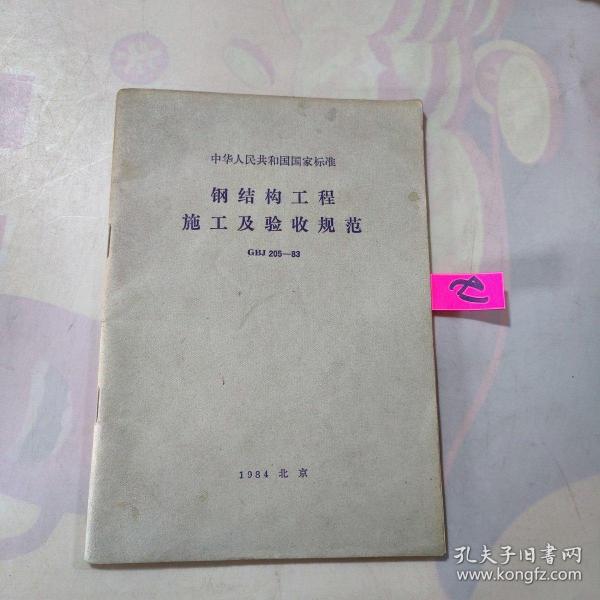 中华人民共和国国家标准
钢结构工程
施工及验收规范
GBJ 205—83
1984 北京
孔夫子旧书网
www.kongfz.com